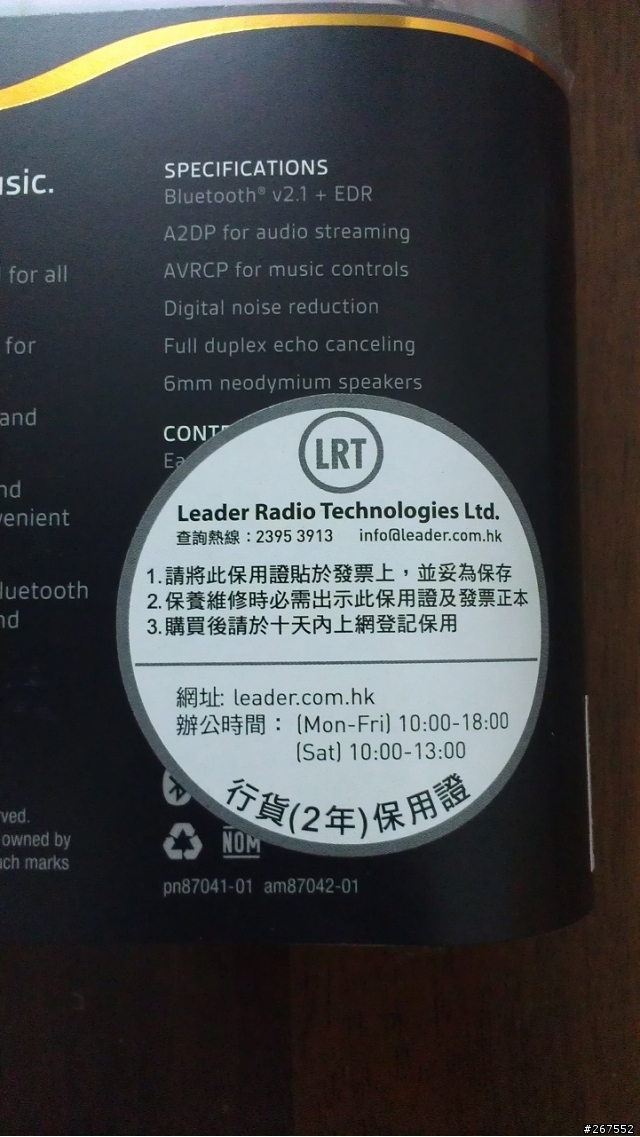 usic.
for all
for
and
nd
venient
luetooth
nd
SPECIFICATIONS
Bluetooth® v2.1 + EDR
A2DP for audio streaming
AVRCP for music controls
Digital noise reduction
Full duplex echo canceling
6mm neodymium speakers
CONT
Ea
LRT
Leader Radio Technologies Ltd.
查詢熱線：2395 3913 info@leader.com.hk
1.請將此保用證貼於發票上，並妥為保存
2.保養維修時必需出示此保用證及發票正本
3.購買後請於十天內上網登記保用
網址: leader.com.hk
辦公時間： (Mon-Fri) 10:00-18:00
(Sat) 10:00-13:00
行貨(2年)保用證
rved.
owned by
uch marks
NOM
pn87041-01 am87042-01
#267552